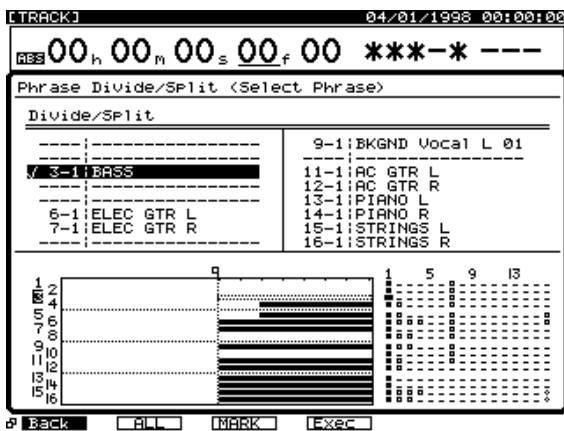 [TRACK] 04/01/1998 00:00:00
ABS 00h 00m 00s 00f 00 ***-* ---
Phrase Divide/Split (Select Phrase)
Divide/Split
----|----------------
----|----------------
√ 3-1|BASS
----|----------------
----|----------------
6-1|ELEC GTR L
7-1|ELEC GTR R
----|----------------
9-1|BKGND Vocal L 01
----|----------------
11-1|AC GTR L
12-1|AC GTR R
13-1|PIANO L
14-1|PIANO R
15-1|STRINGS L
16-1|STRINGS R
q
1 5 9 13
1
2
3
4
5
6
7
8
9
10
11
12
13
14
15
16
Back ALL MARK Exec